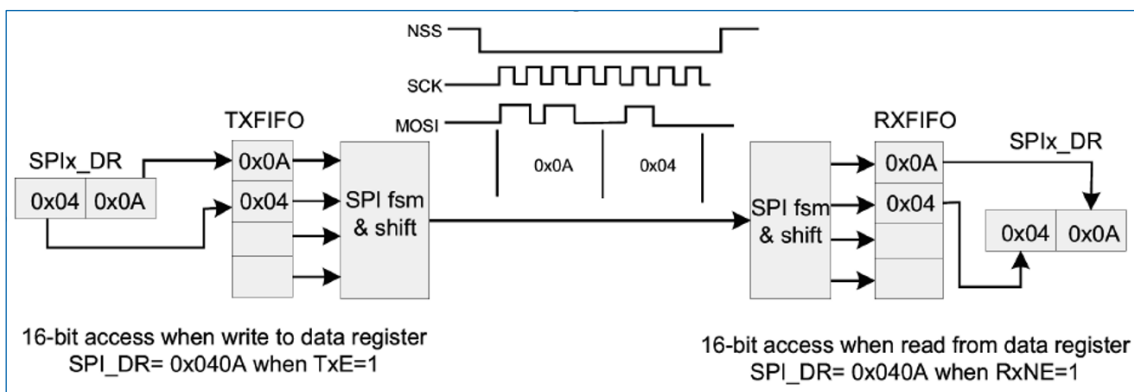 NSS
SCK
MOSI
TXFIFO
RXFIFO
SPIx_DR
SPIx_DR
0x04 0x0A
0x0A
0x04
SPI fsm
& shift
0x0A
0x04
SPI fsm
& shift
0x0A
0x04
0x04 0x0A
16-bit access when write to data register
SPI_DR= 0x040A when TxE=1
16-bit access when read from data register
SPI_DR= 0x040A when RxNE=1